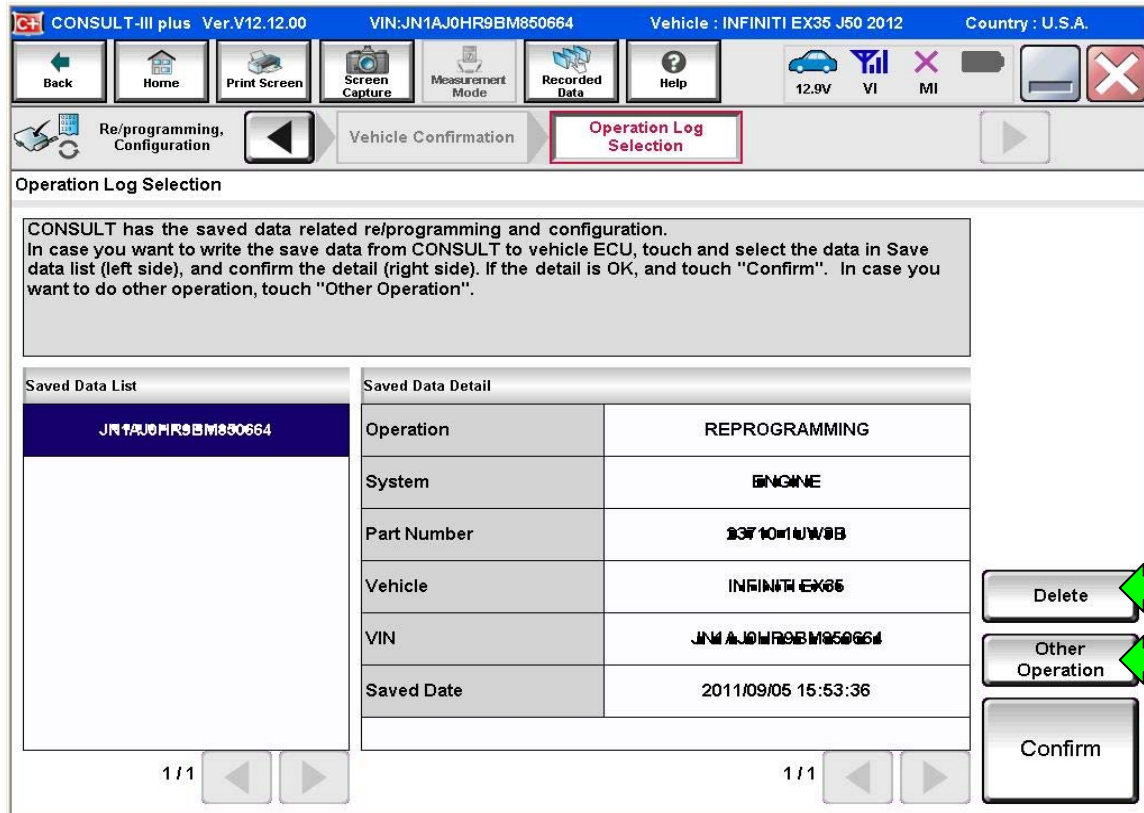 CONSULT-III plus Ver.V12.12.00 VIN:JN1AJ0HR9BM850664 Vehicle : INFINITI EX35 J50 2012 Country : U.S.A.
Back Home Print Screen Screen Capture Measurement Mode Recorded Data Help 12.9V VI MI
Re/programming, Configuration Vehicle Confirmation Operation Log Selection
Operation Log Selection
CONSULT has the saved data related re/programming and configuration.
In case you want to write the save data from CONSULT to vehicle ECU, touch and select the data in Save
data list (left side), and confirm the detail (right side). If the detail is OK, and touch "Confirm". In case you
want to do other operation, touch "Other Operation".
Saved Data List Saved Data Detail
JN1AJ0HR9BM850664 Operation REPROGRAMMING
System ENGINE
Part Number 23710-1UW3B
Vehicle INFINITI EX35
Delete
VIN JN1AJ0HR9BM850664
Other
Operation
Saved Date 2011/09/05 15:53:36
Confirm
1/1 1/1